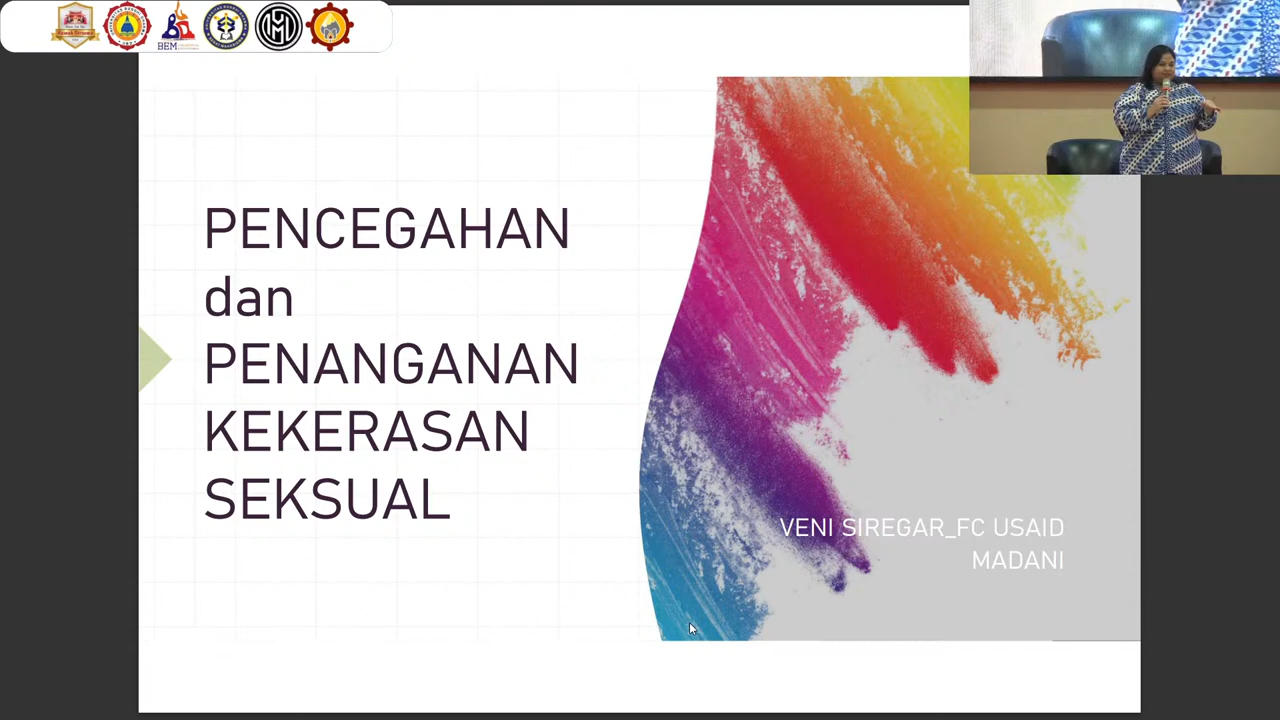 BEM
PENCEGAHAN
dan
PENANGANAN
KEKERASAN
SEKSUAL
VENI SIREGAR_FC USAID
MADANI